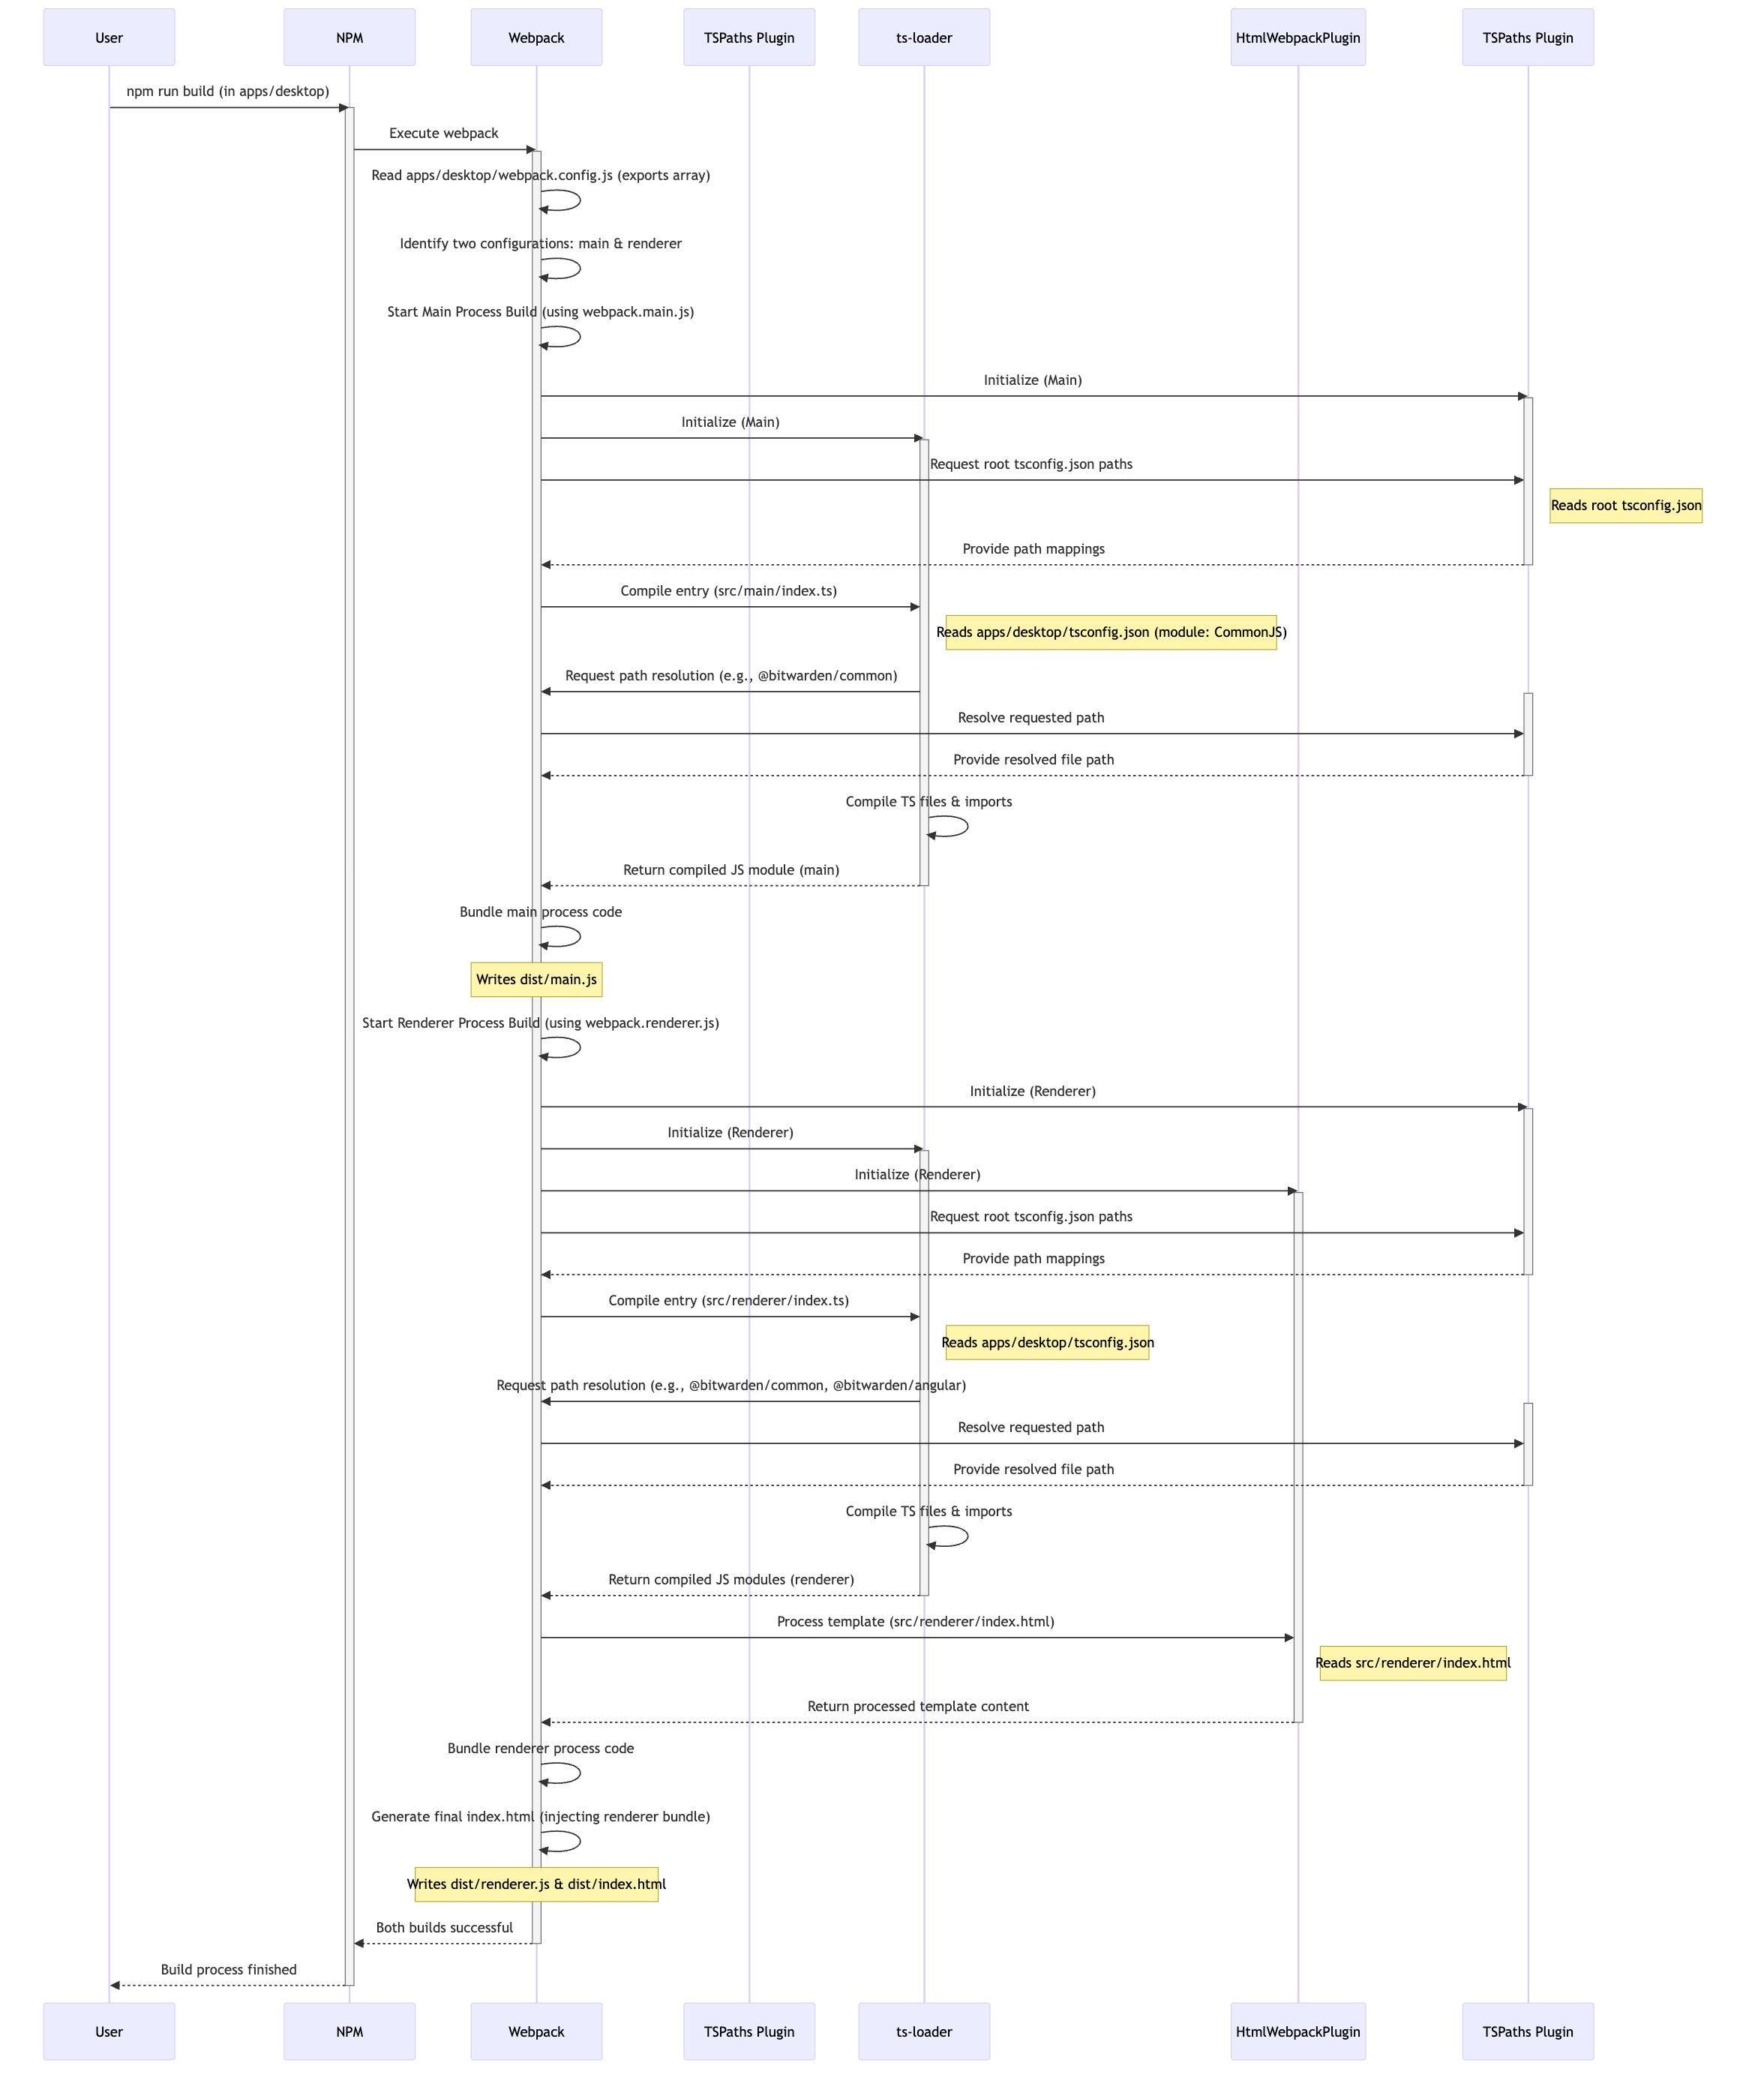 User
NPM
Webpack
TSPaths Plugin
ts-loader
HtmlWebpackPlugin
TSPaths Plugin
npm run build (in apps/desktop)
Execute webpack
Read apps/desktop/webpack.config.js (exports array)
Identify two configurations: main & renderer
Start Main Process Build (using webpack.main.js)
Initialize (Main)
Initialize (Main)
Request root tsconfig.json paths
Reads root tsconfig.json
Provide path mappings
Compile entry (src/main/index.ts)
Reads apps/desktop/tsconfig.json (module: CommonJS)
Request path resolution (e.g., @bitwarden/common)
Resolve requested path
Provide resolved file path
Compile TS files & imports
Return compiled JS module (main)
Bundle main process code
Writes dist/main.js
Start Renderer Process Build (using webpack.renderer.js)
Initialize (Renderer)
Initialize (Renderer)
Initialize (Renderer)
Request root tsconfig.json paths
Provide path mappings
Compile entry (src/renderer/index.ts)
Reads apps/desktop/tsconfig.json
Request path resolution (e.g., @bitwarden/common, @bitwarden/angular)
Resolve requested path
Provide resolved file path
Compile TS files & imports
Return compiled JS modules (renderer)
Process template (src/renderer/index.html)
Reads src/renderer/index.html
Return processed template content
Bundle renderer process code
Generate final index.html (injecting renderer bundle)
Writes dist/renderer.js & dist/index.html
Both builds successful
Build process finished
User
NPM
Webpack
TSPaths Plugin
ts-loader
HtmlWebpackPlugin
TSPaths Plugin